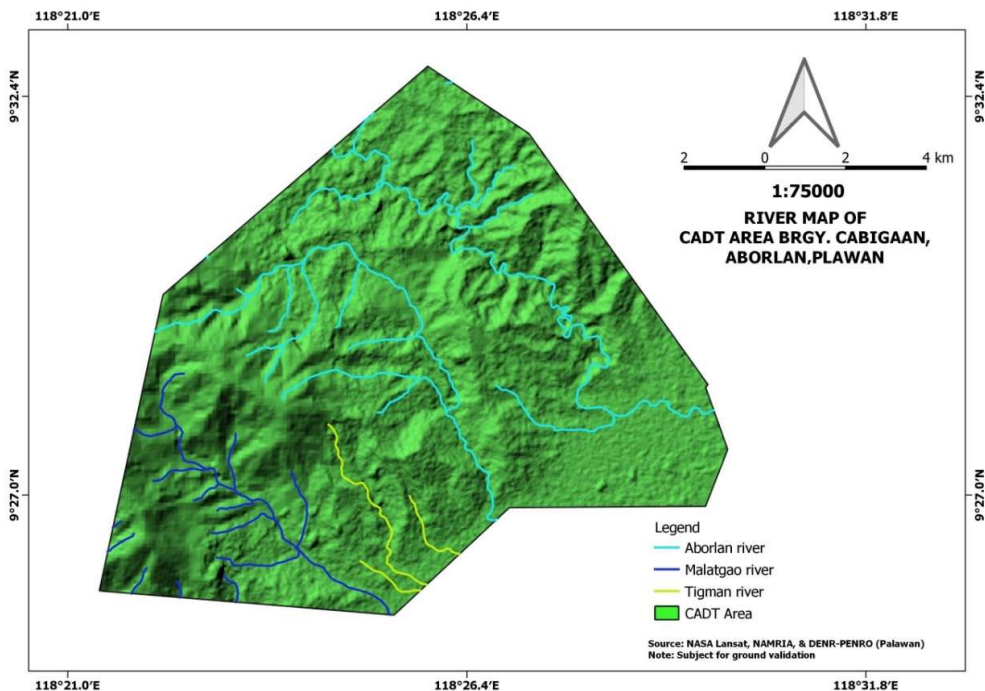 118°21.0′E 118°26.4′E 118°31.8′E
9°32.4′N 9°32.4′N
2 0 2 4 km
1:75000
RIVER MAP OF
CADT AREA BRGY. CABIGAAN,
ABORLAN,PLAWAN
9°27.0′N 9°27.0′N
Legend
Aborlan river
Malatgao river
Tigman river
CADT Area
Source: NASA Lansat, NAMRIA, & DENR-PENRO (Palawan)
Note: Subject for ground validation
118°21.0′E 118°26.4′E 118°31.8′E